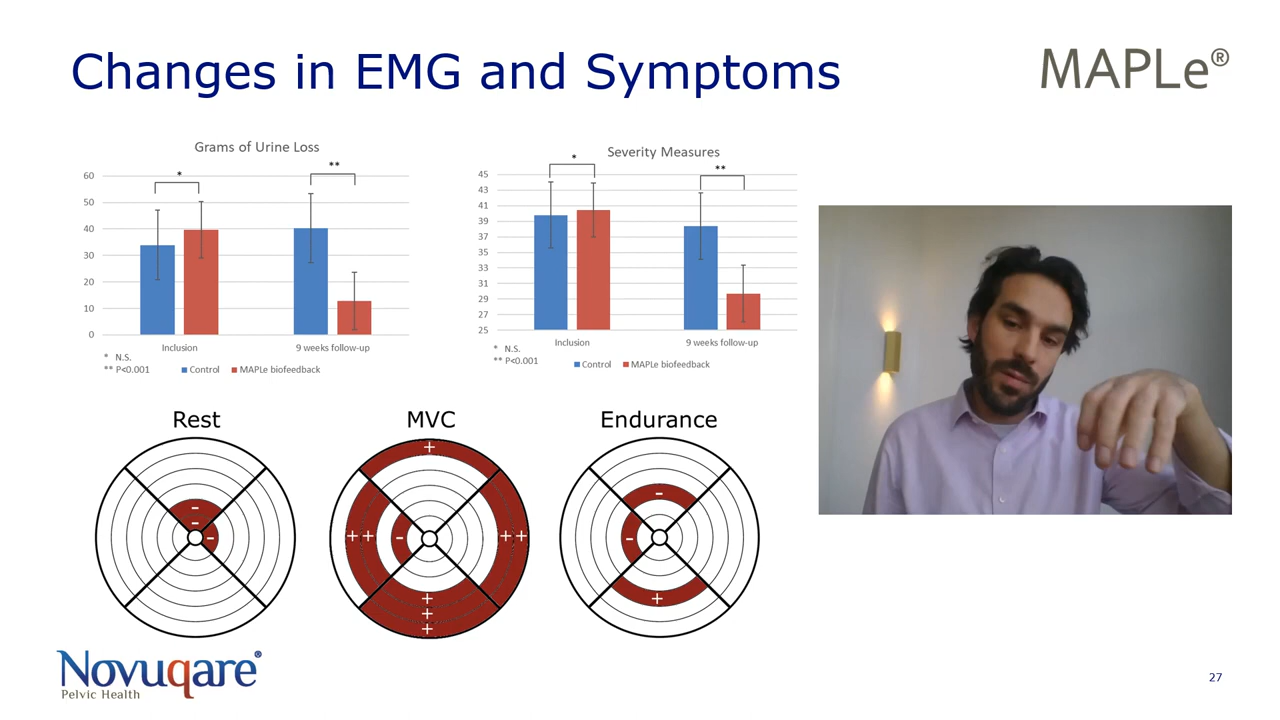 Changes in EMG and Symptoms
MAPLe®
Grams of Urine Loss
60
50
40
30
20
10
0
*
**
Inclusion
9 weeks follow-up
* N.S.
** P<0.001
Control
MAPLe biofeedback
Severity Measures
45
43
41
39
37
35
33
31
29
27
25
*
**
Inclusion
9 weeks follow-up
* N.S.
** P<0.001
Control
MAPLe biofeedback
Rest
MVC
Endurance
-
-
-
+
+ +
-
+ +
+
+
+
-
-
+
Novuqare®
Pelvic Health
27